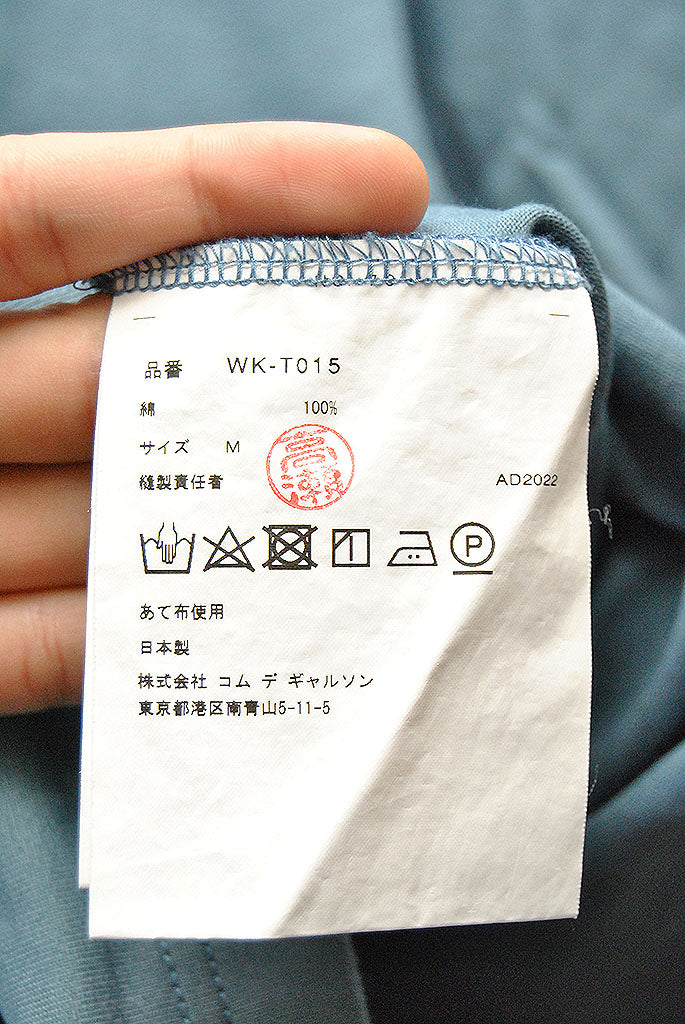 品番 WK-T015
綿 100%
サイズ M
縫製責任者 AD2022
P
あて布使用
日本製
株式会社 コム デ ギャルソン
東京都港区南青山5-11-5